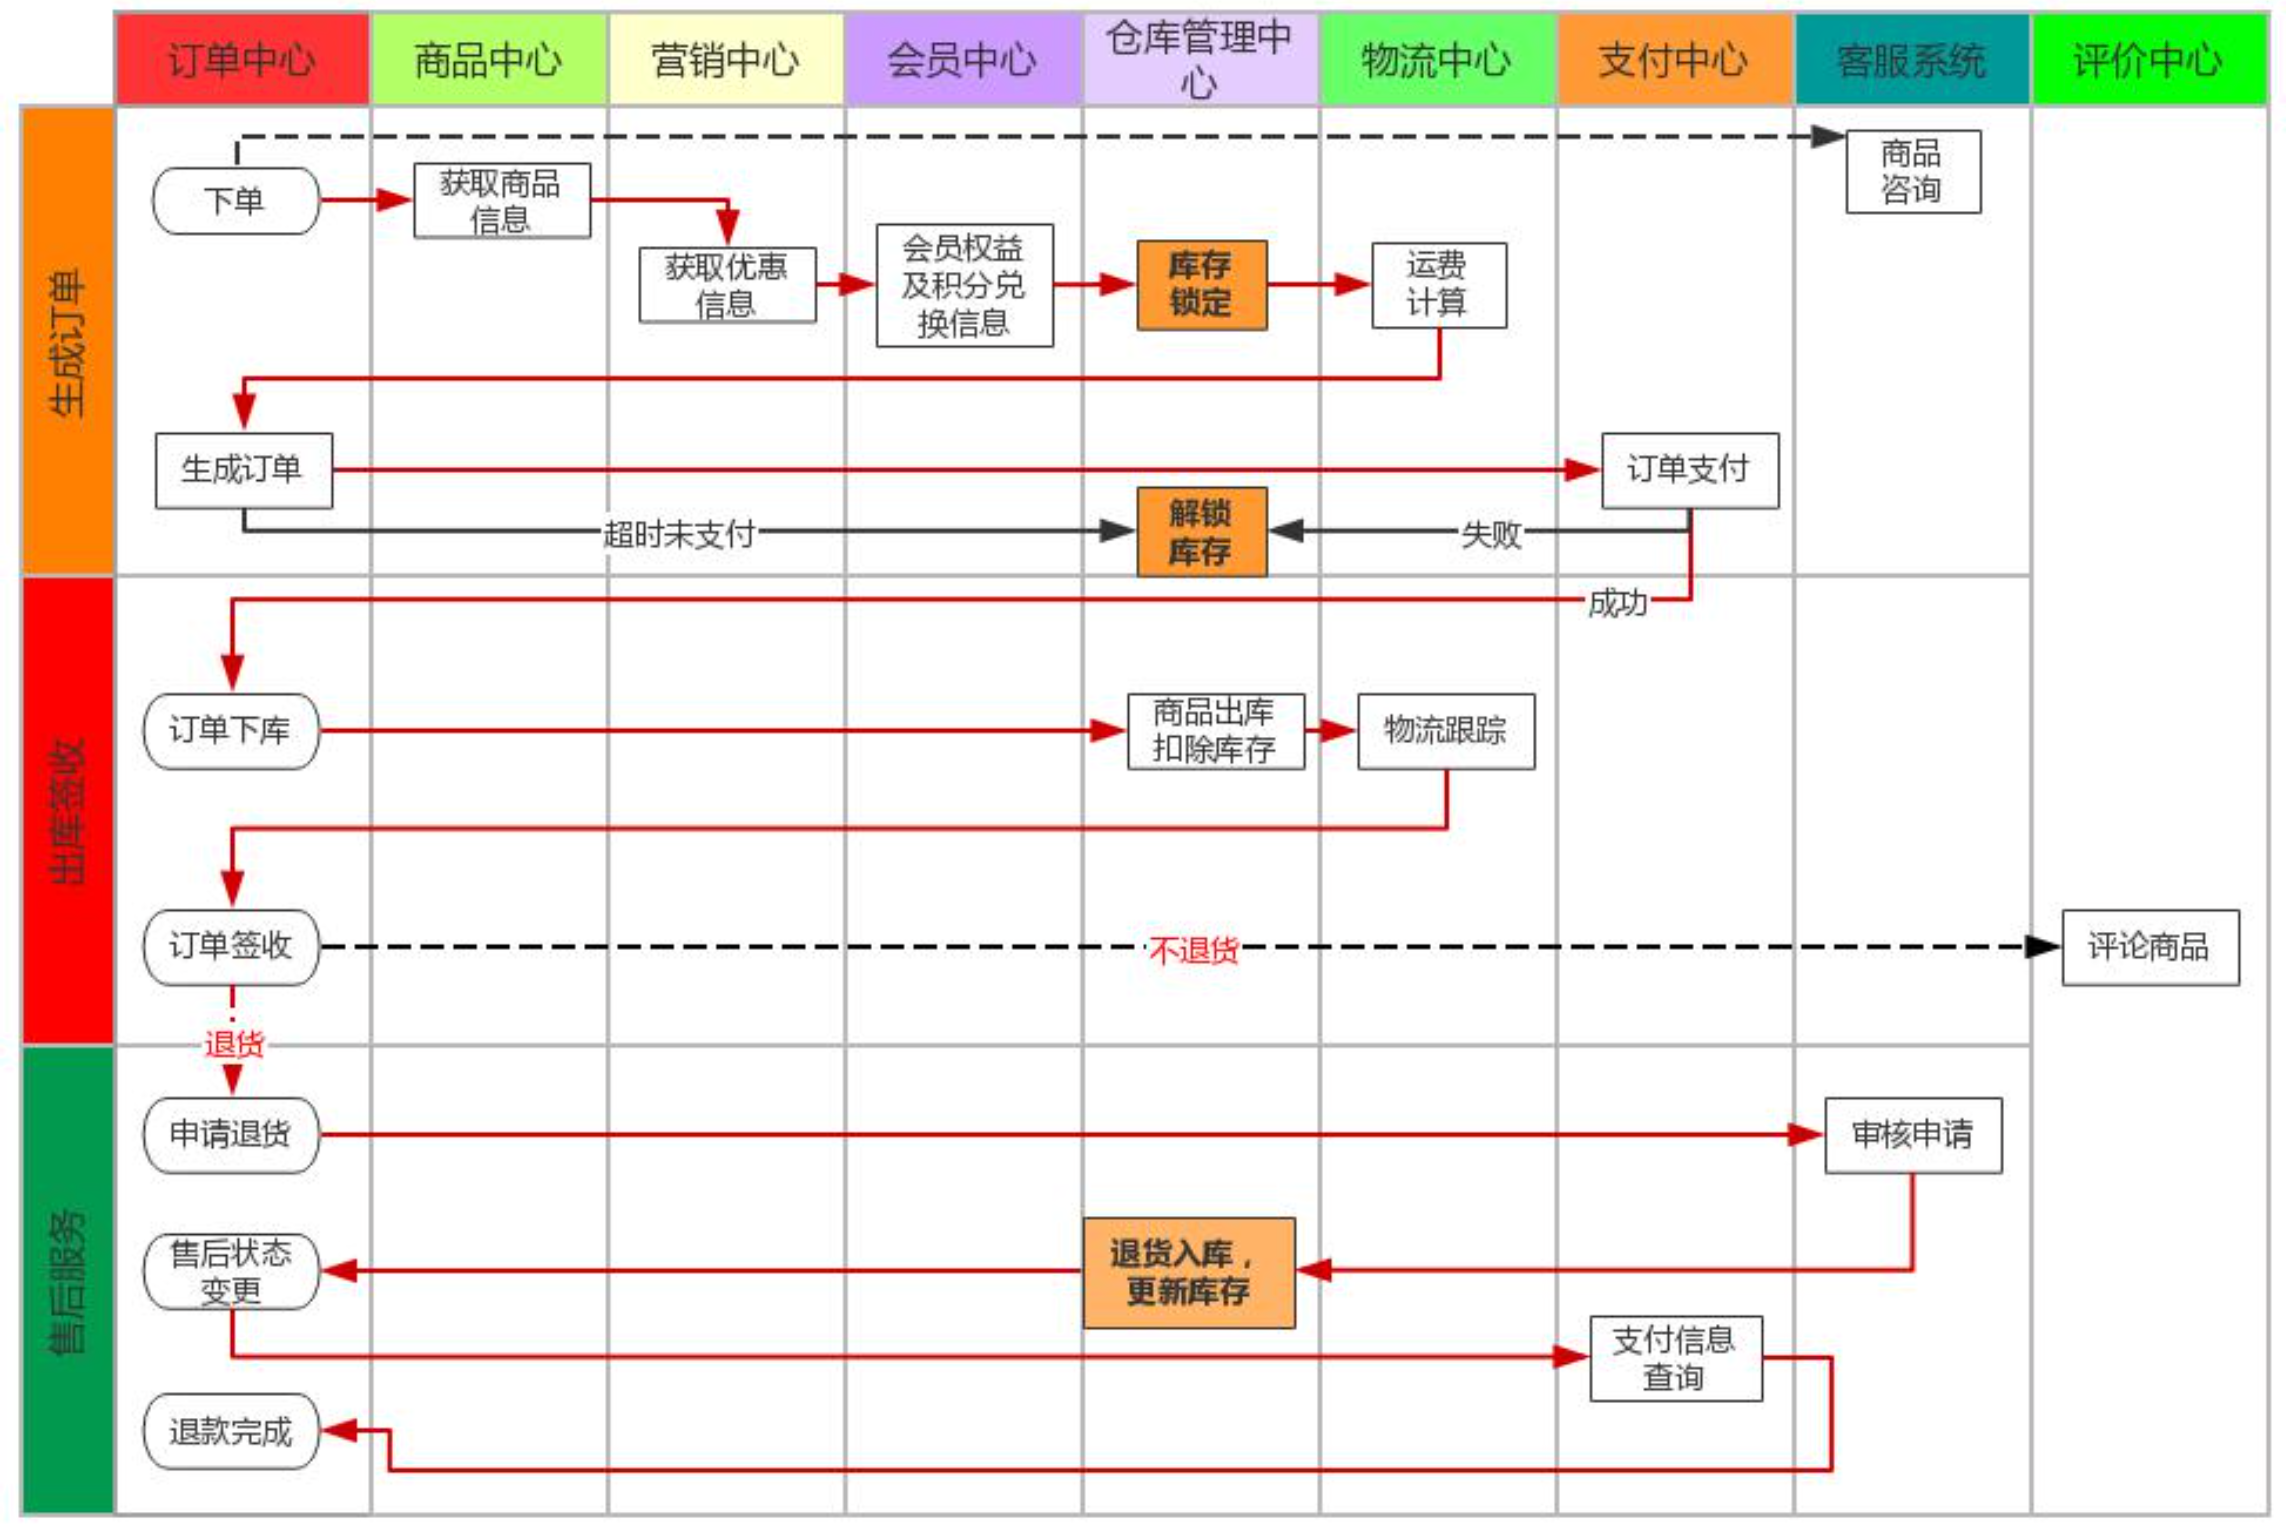 订单中心
商品中心
营销中心
会员中心
仓库管理中
心
物流中心
支付中心
客服系统
评价中心
生成订单
下单
获取商品
信息
获取优惠
信息
会员权益
及积分兑
换信息
库存
锁定
运费
计算
商品
咨询
生成订单
订单支付
超时未支付
解锁
库存
失败
成功
出库签收
订单下库
商品出库
扣除库存
物流跟踪
订单签收
不退货
评论商品
退货
售后服务
申请退货
审核申请
售后状态
变更
退货入库，
更新库存
支付信息
查询
退款完成